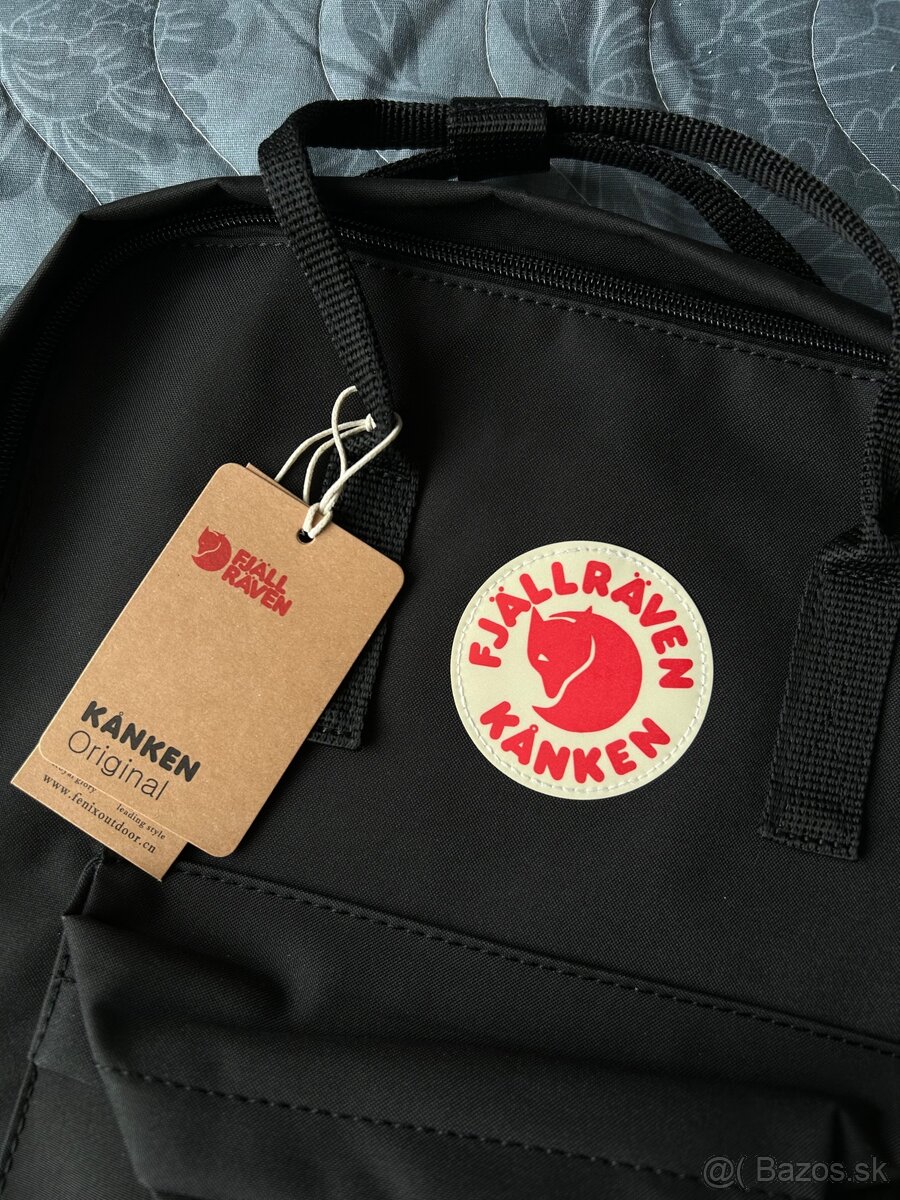 FJÄLL
RÄVEN
KÅNKEN
Original
leading style
www.fenixoutdoor.cn
FJÄLLRÄVEN
KÅNKEN
@( Bazos.sk